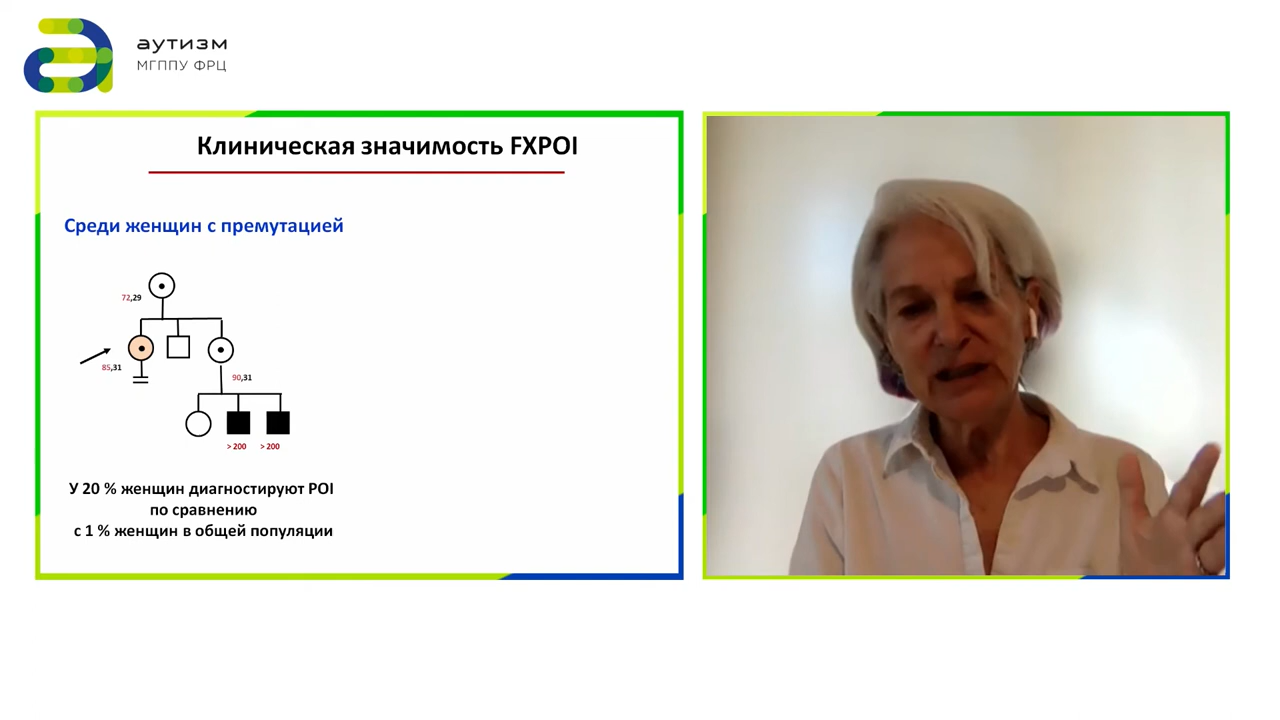 аутизм
МГППУ ФРЦ
Клиническая значимость FXPOI
Среди женщин с премутацией
72,29
85,31
90,31
> 200 > 200
У 20 % женщин диагностируют POI
по сравнению
с 1 % женщин в общей популяции